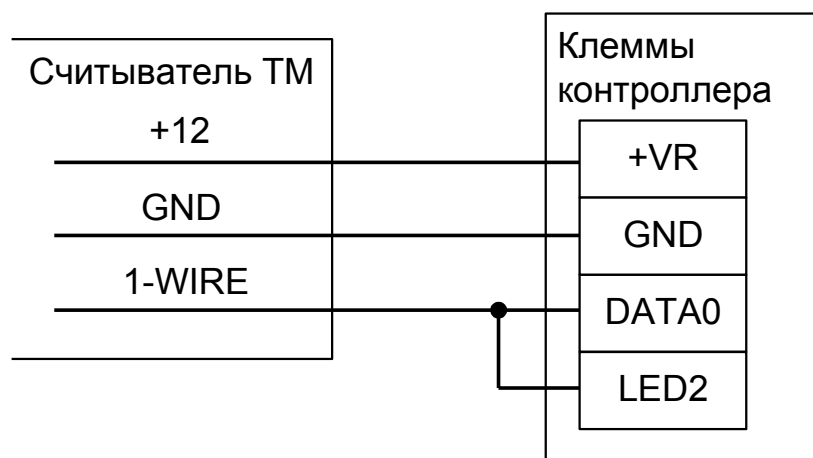 Считыватель ТМ
+12
GND
1-WIRE
Клеммы
контроллера
+VR
GND
DATA0
LED2